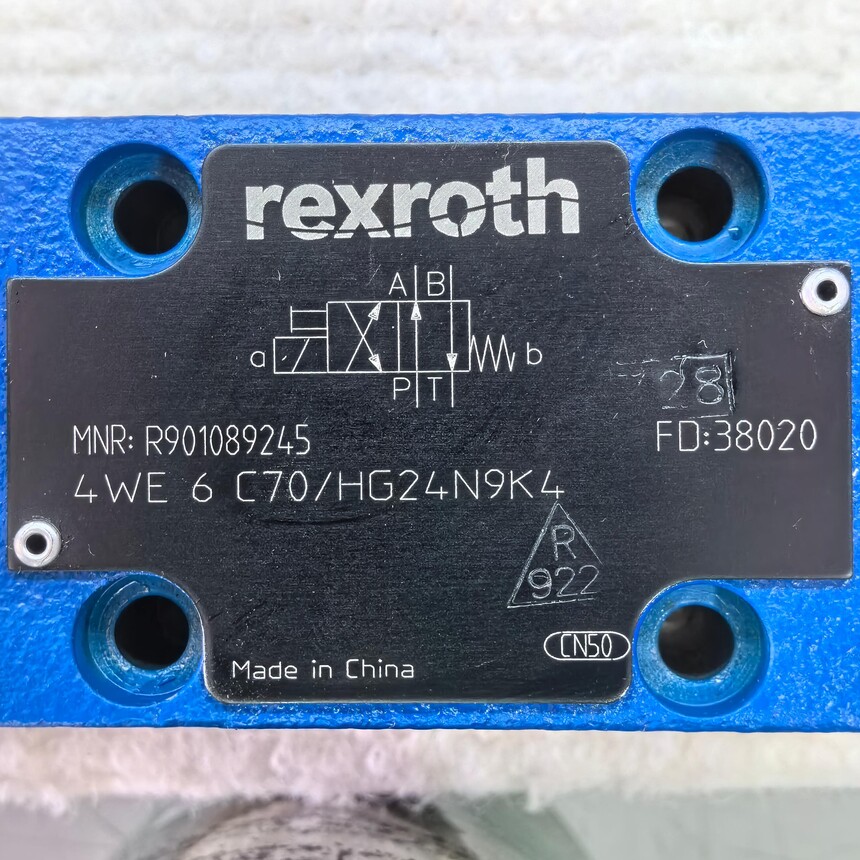 rexroth
A B
a b
P T
28
MNR: R901089245
FD:38020
4WE 6 C70/HG24N9K4
R
922
CN50
Made in China